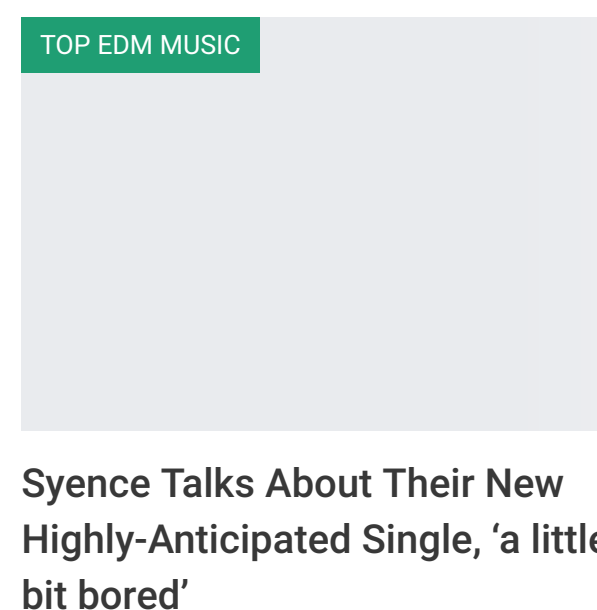 TOP EDM MUSIC
Syence Talks About Their New
Highly-Anticipated Single, ‘a little
bit bored’